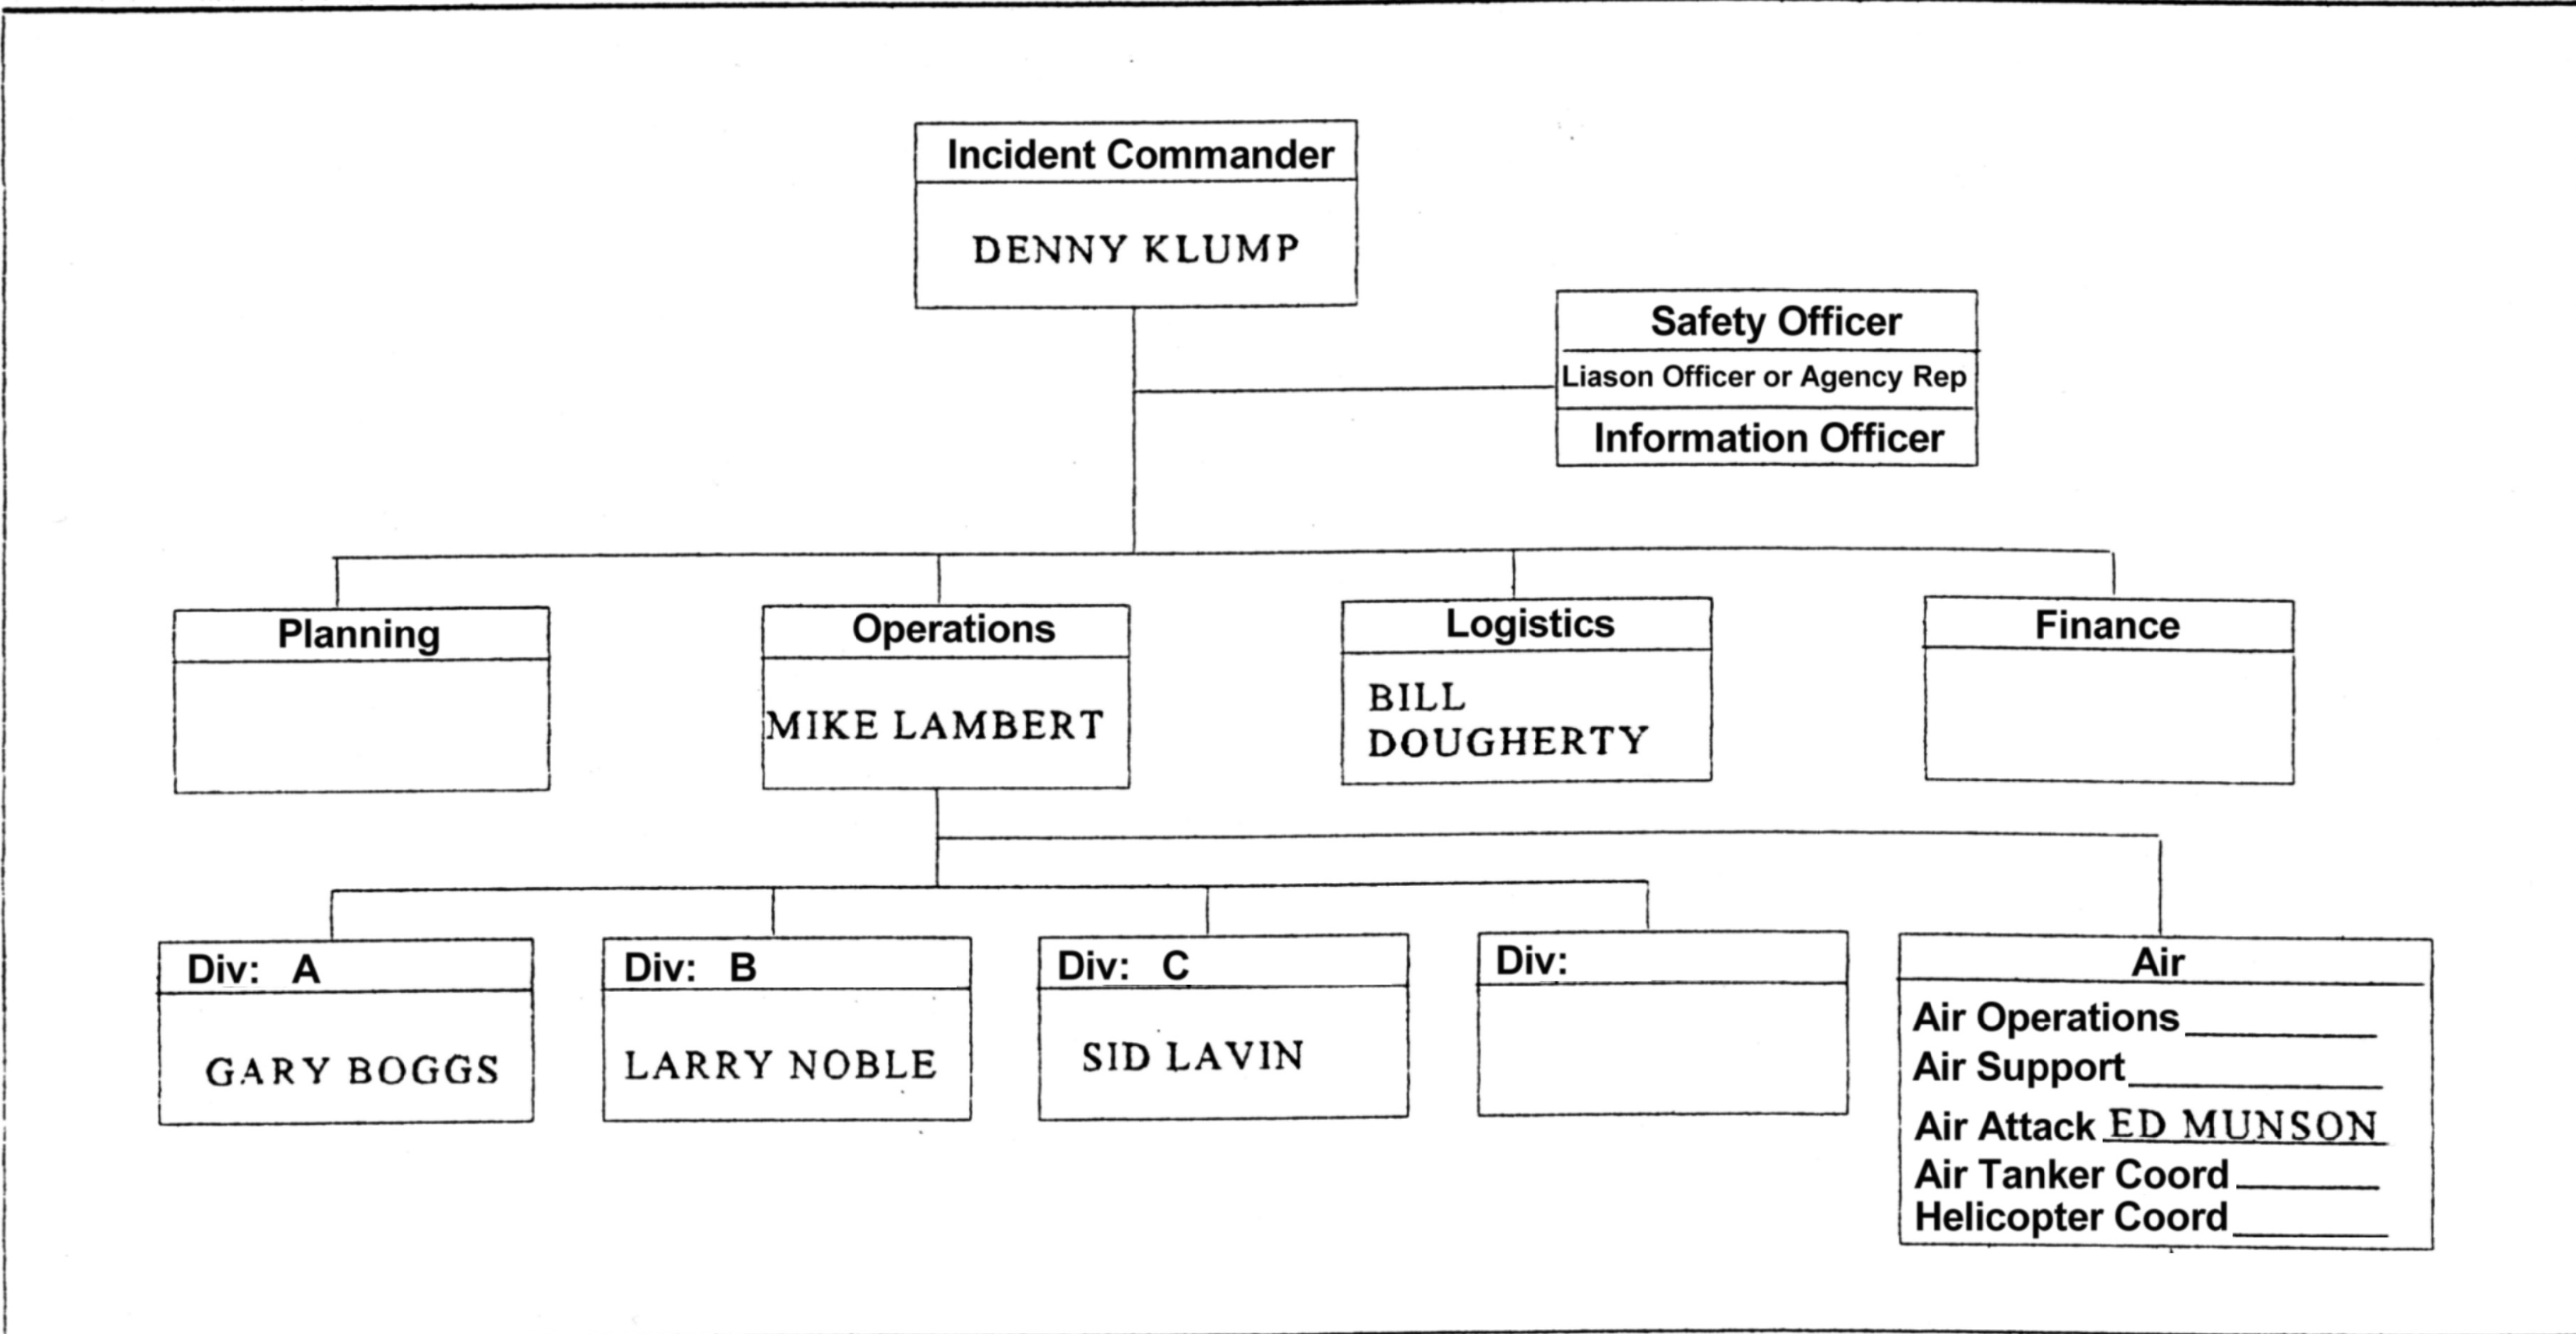 Incident Commander
DENNY KLUMP
Safety Officer
Liason Officer or Agency Rep
Information Officer
Planning
Operations
MIKE LAMBERT
Logistics
BILL
DOUGHERTY
Finance
Div: A
GARY BOGGS
Div: B
LARRY NOBLE
Div: C
SID LAVIN
Div:
Air
Air Operations
Air Support
Air Attack ED MUNSON
Air Tanker Coord
Helicopter Coord